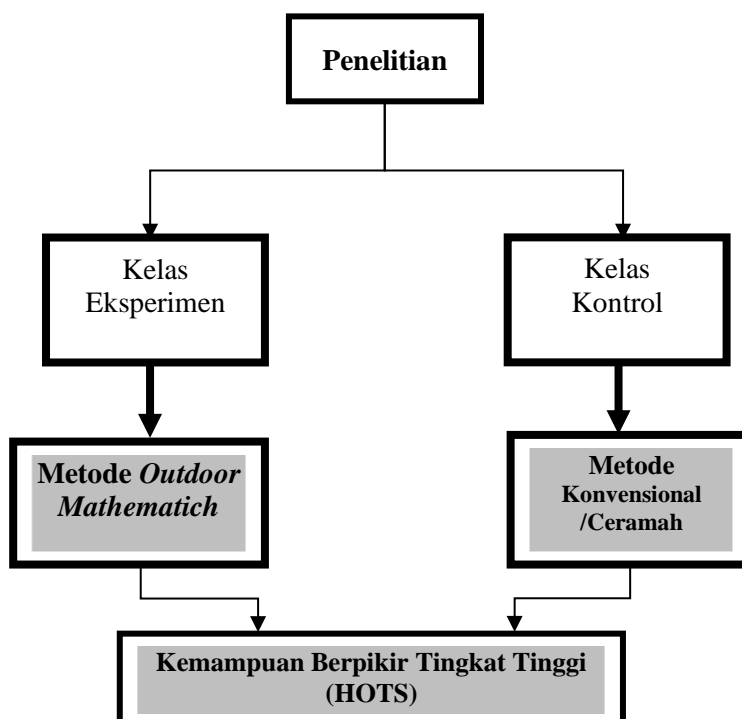 Penelitian
Kelas
Eksperimen
Kelas
Kontrol
Metode Outdoor
Mathematich
Metode
Konvensional
/Ceramah
Kemampuan Berpikir Tingkat Tinggi
(HOTS)